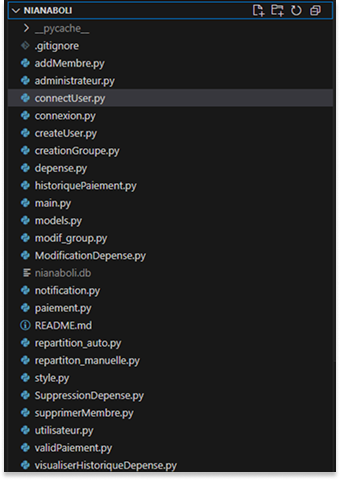 NIANABOLI
__pycache__
.gitignore
addMembre.py
administrateur.py
connectUser.py
connexion.py
createUser.py
creationGroupe.py
depense.py
historiquePaiement.py
main.py
models.py
modif_group.py
ModificationDepense.py
nianaboli.db
notification.py
paiement.py
README.md
repartition_auto.py
repartiton_manuelle.py
style.py
SuppressionDepense.py
supprimerMembre.py
utilisateur.py
validPaiement.py
visualiserHistoriqueDepense.py